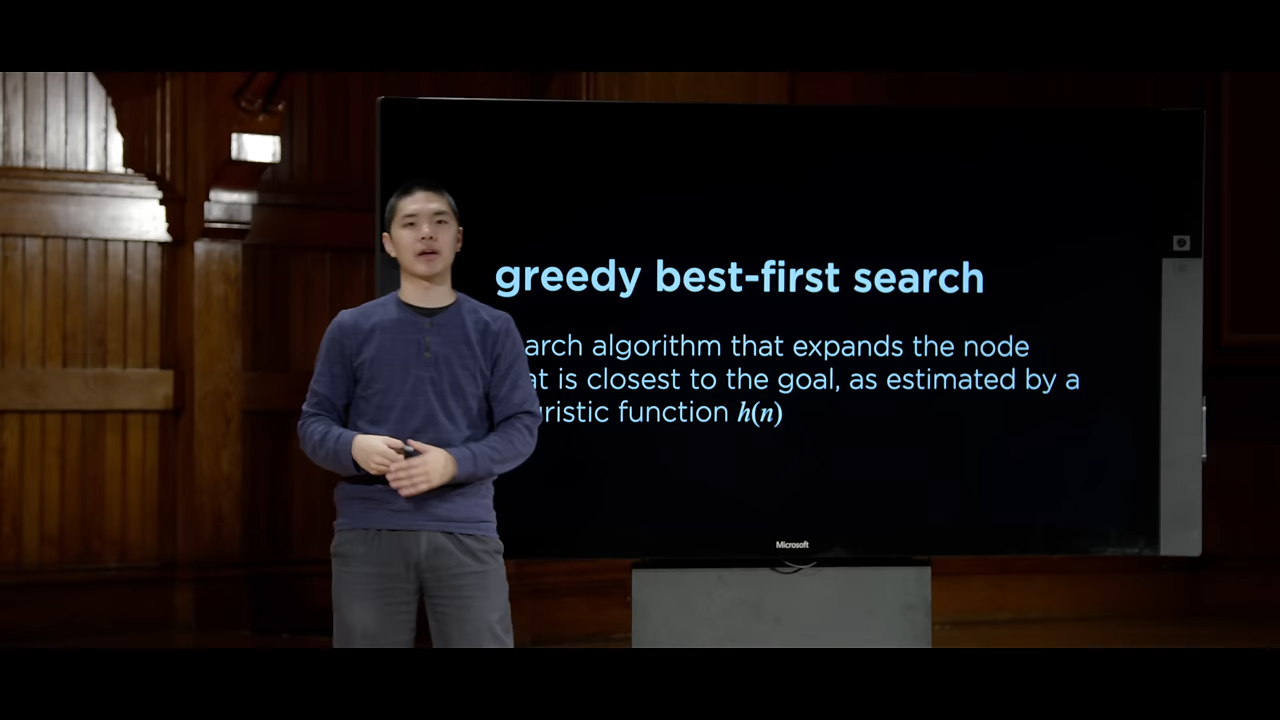 greedy best-first search
arch algorithm that expands the node
at is closest to the goal, as estimated by a
ristic function h(n)
Microsoft